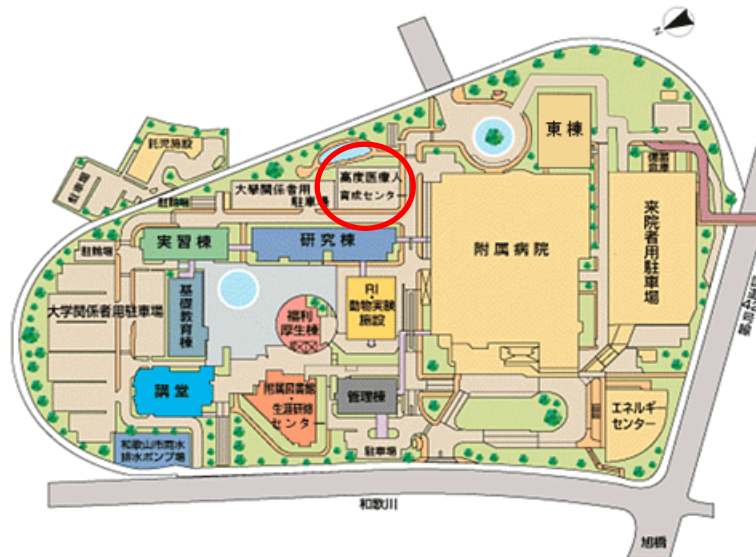 N
東棟
託児施設
高度医療人
育成センター
大學関係者用
駐車場
駐車場
駐輪場
来院者用駐車場
附属病院
研究棟
実習棟
駐輪場
RI
・
動物実験
施設
基礎教育棟
大学関係者用駐車場
福利
厚生棟
講堂
附属図書館
・
生涯研修
センター
管理棟
エネルギー
センター
和歌山市雨水
排水ポンプ場
駐車場
和歌川
旭橋